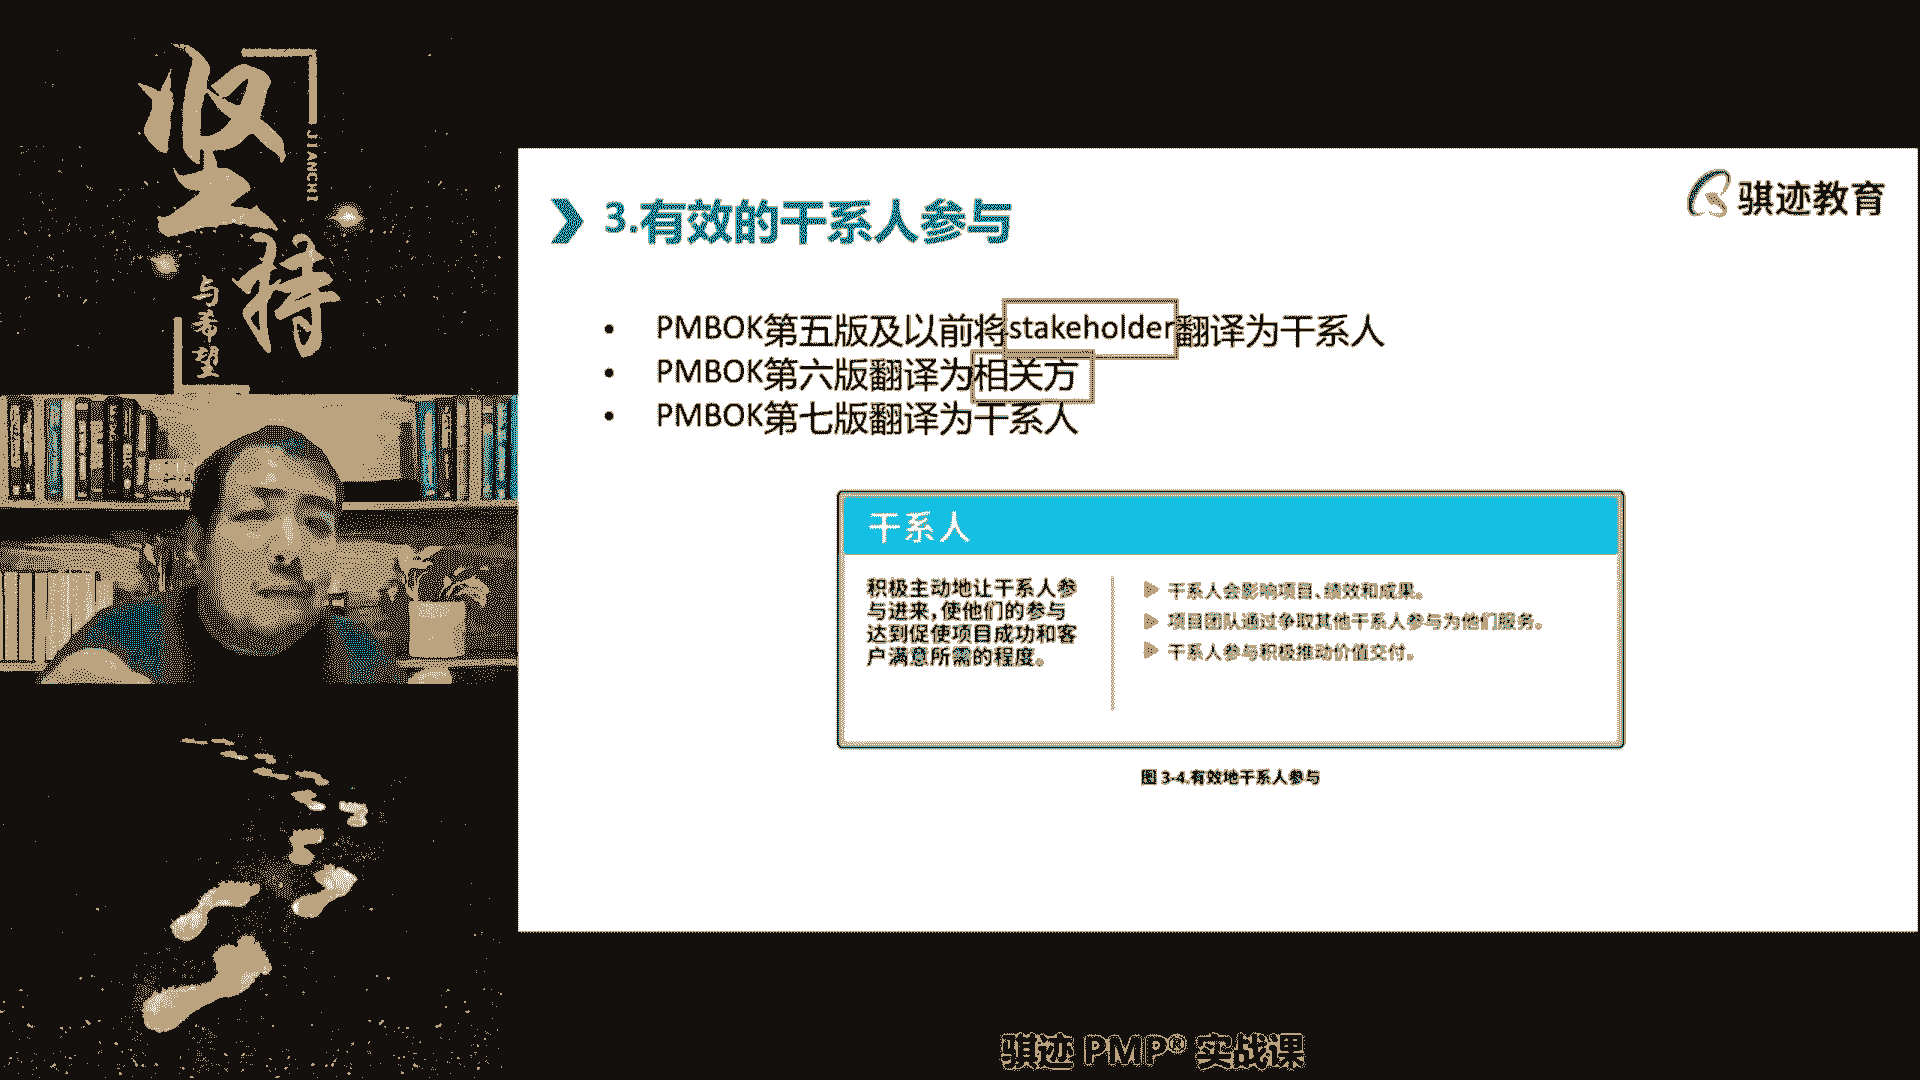 坚持
JIANCHI
与希望
骐迹教育
3.有效的干系人参与
• PMBOK第五版及以前将stakeholder翻译为干系人
• PMBOK第六版翻译为相关方
• PMBOK第七版翻译为干系人
干系人
积极主动地让干系人参
与进来,使他们的参与
达到促使项目成功和客
户满意所需的程度。
干系人会影响项目、绩效和成果。
项目团队通过争取其他干系人参与为他们服务。
干系人参与积极推动价值交付。
图 3-4.有效地干系人参与
骐迹 PMP® 实战课